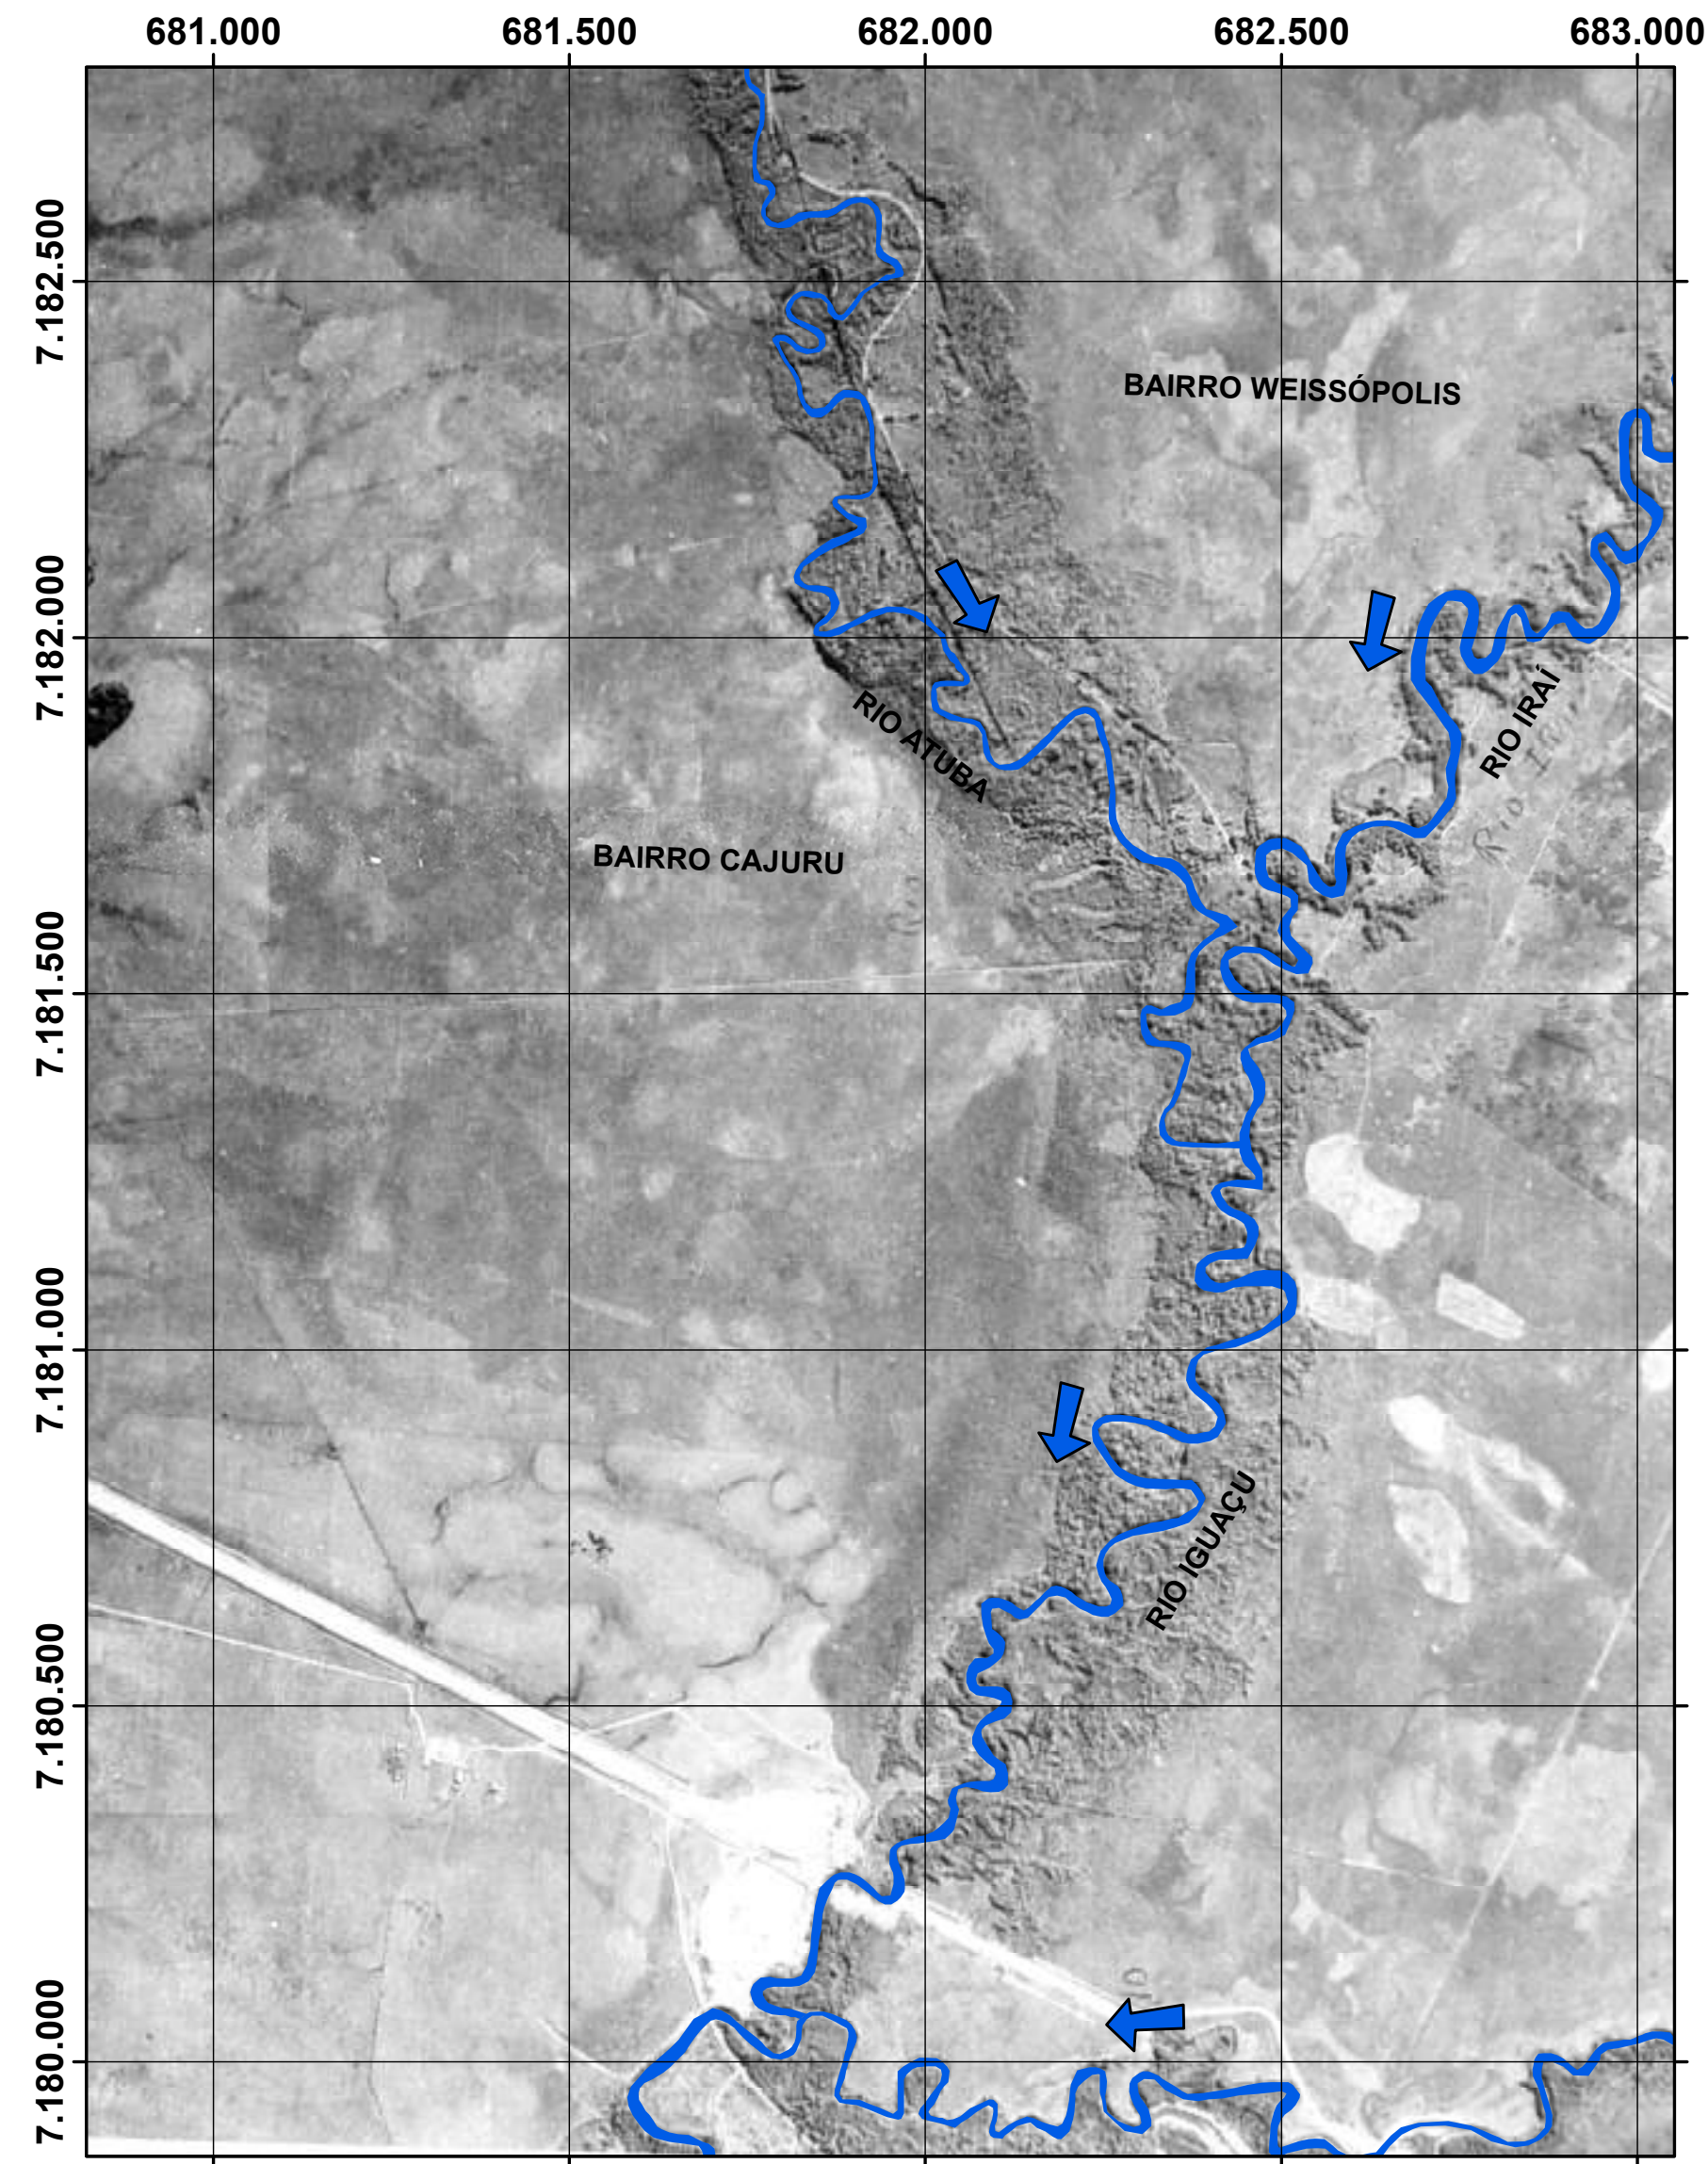 681.000 681.500 682.000 682.500 683.000
7.182.500
BAIRRO WEISSÓPOLIS
7.182.000
RIO ATUBA
RIO IRAÍ
Rio
BAIRRO CAJURU
7.181.500
7.181.000
RIO IGUAÇU
7.180.500
7.180.000